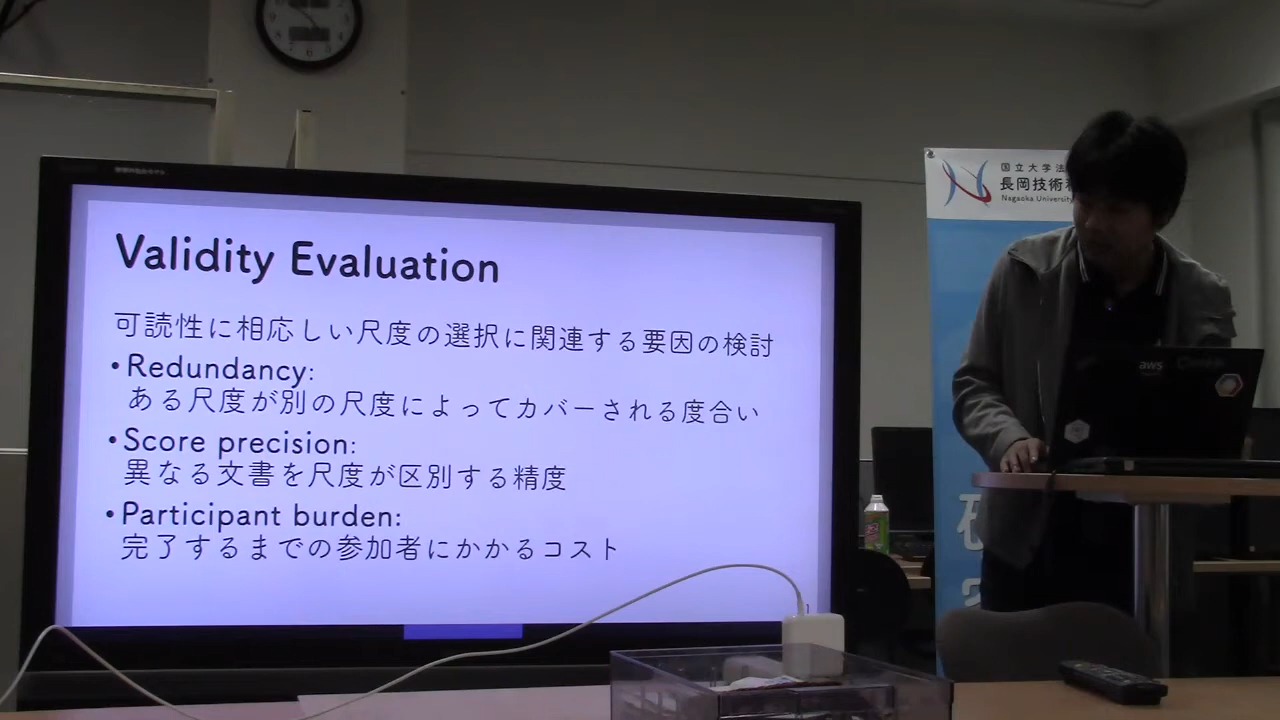 Validity Evaluation
可読性に相応しい尺度の選択に関連する要因の検討
•Redundancy:
ある尺度が別の尺度によってカバーされる度合い
•Score precision:
異なる文書を尺度が区別する精度
•Participant burden:
完了するまでの参加者にかかるコスト
国立大学法
長岡技術科
Nagaoka University
aws